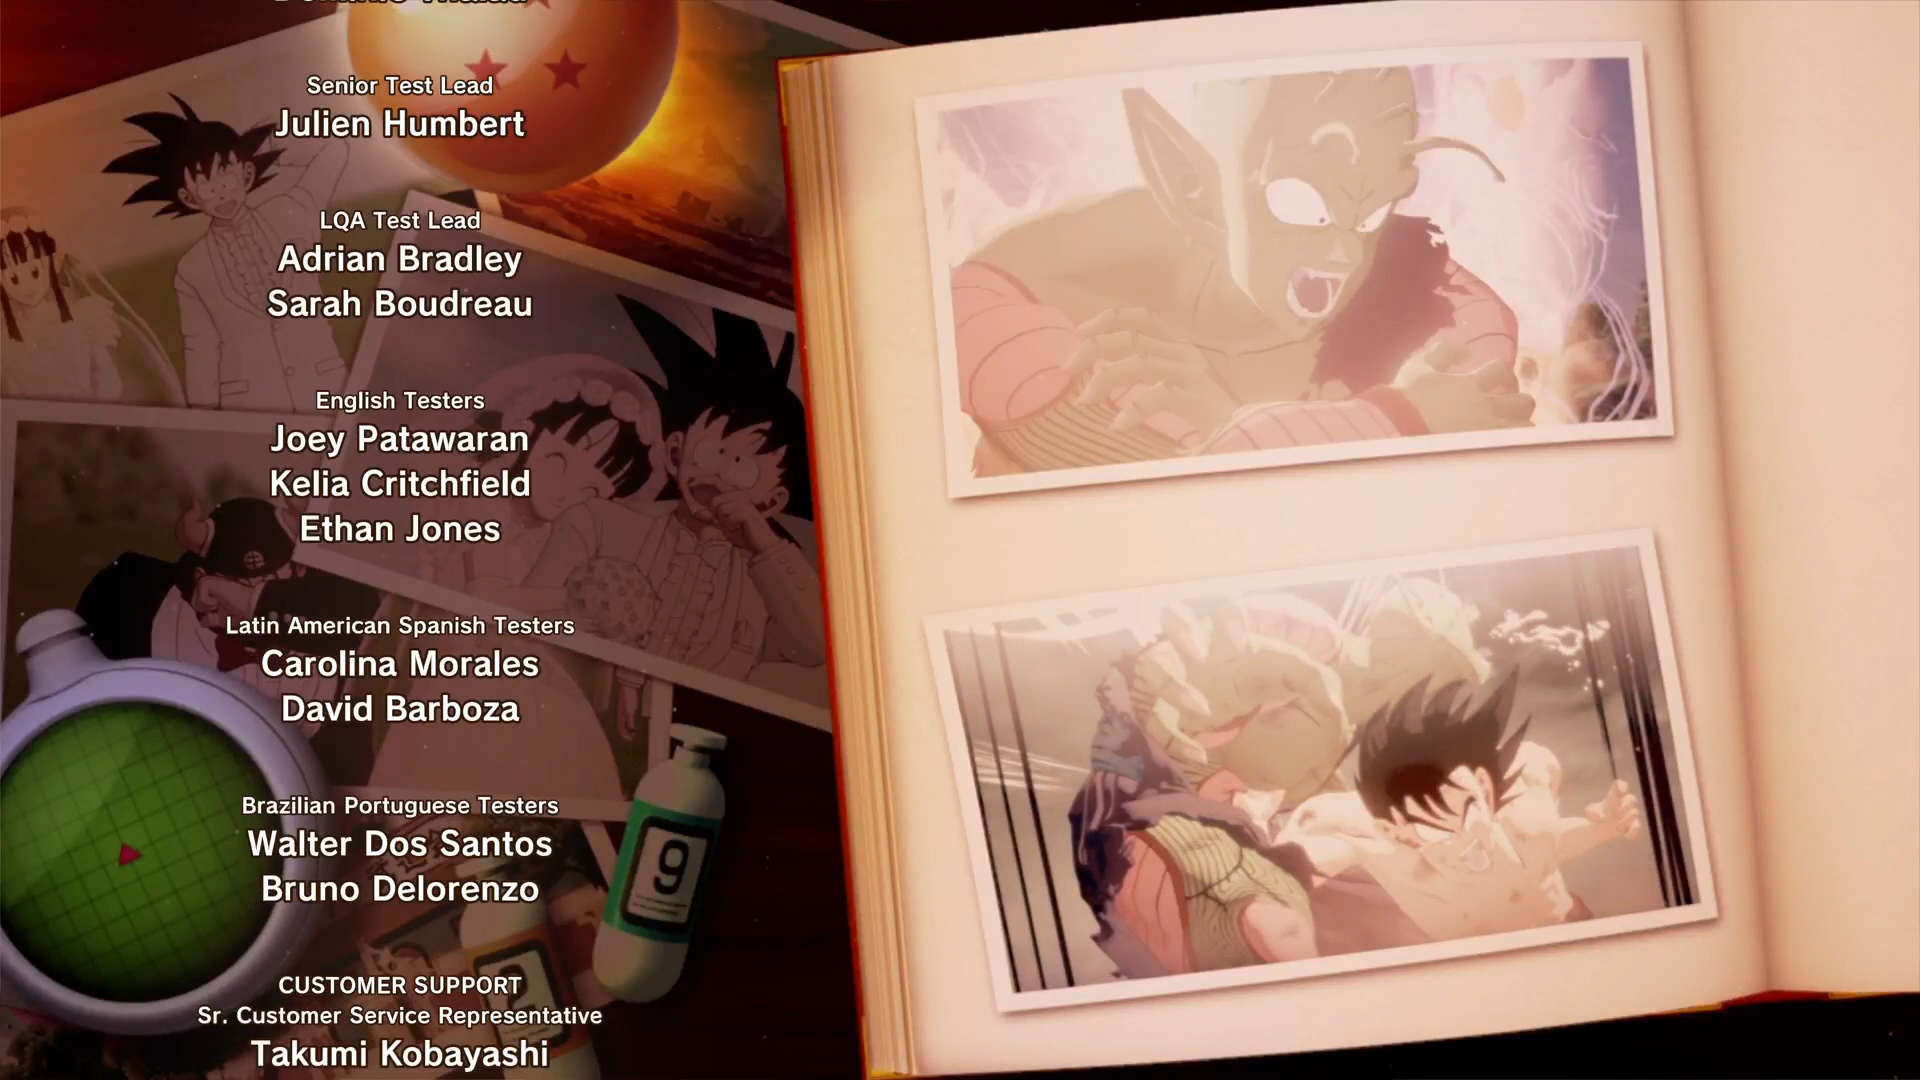 Senior Test Lead
Julien Humbert
LQA Test Lead
Adrian Bradley
Sarah Boudreau
English Testers
Joey Patawaran
Kelia Critchfield
Ethan Jones
Latin American Spanish Testers
Carolina Morales
David Barboza
Brazilian Portuguese Testers
Walter Dos Santos
Bruno Delorenzo
CUSTOMER SUPPORT
Sr. Customer Service Representative
Takumi Kobayashi
9
2